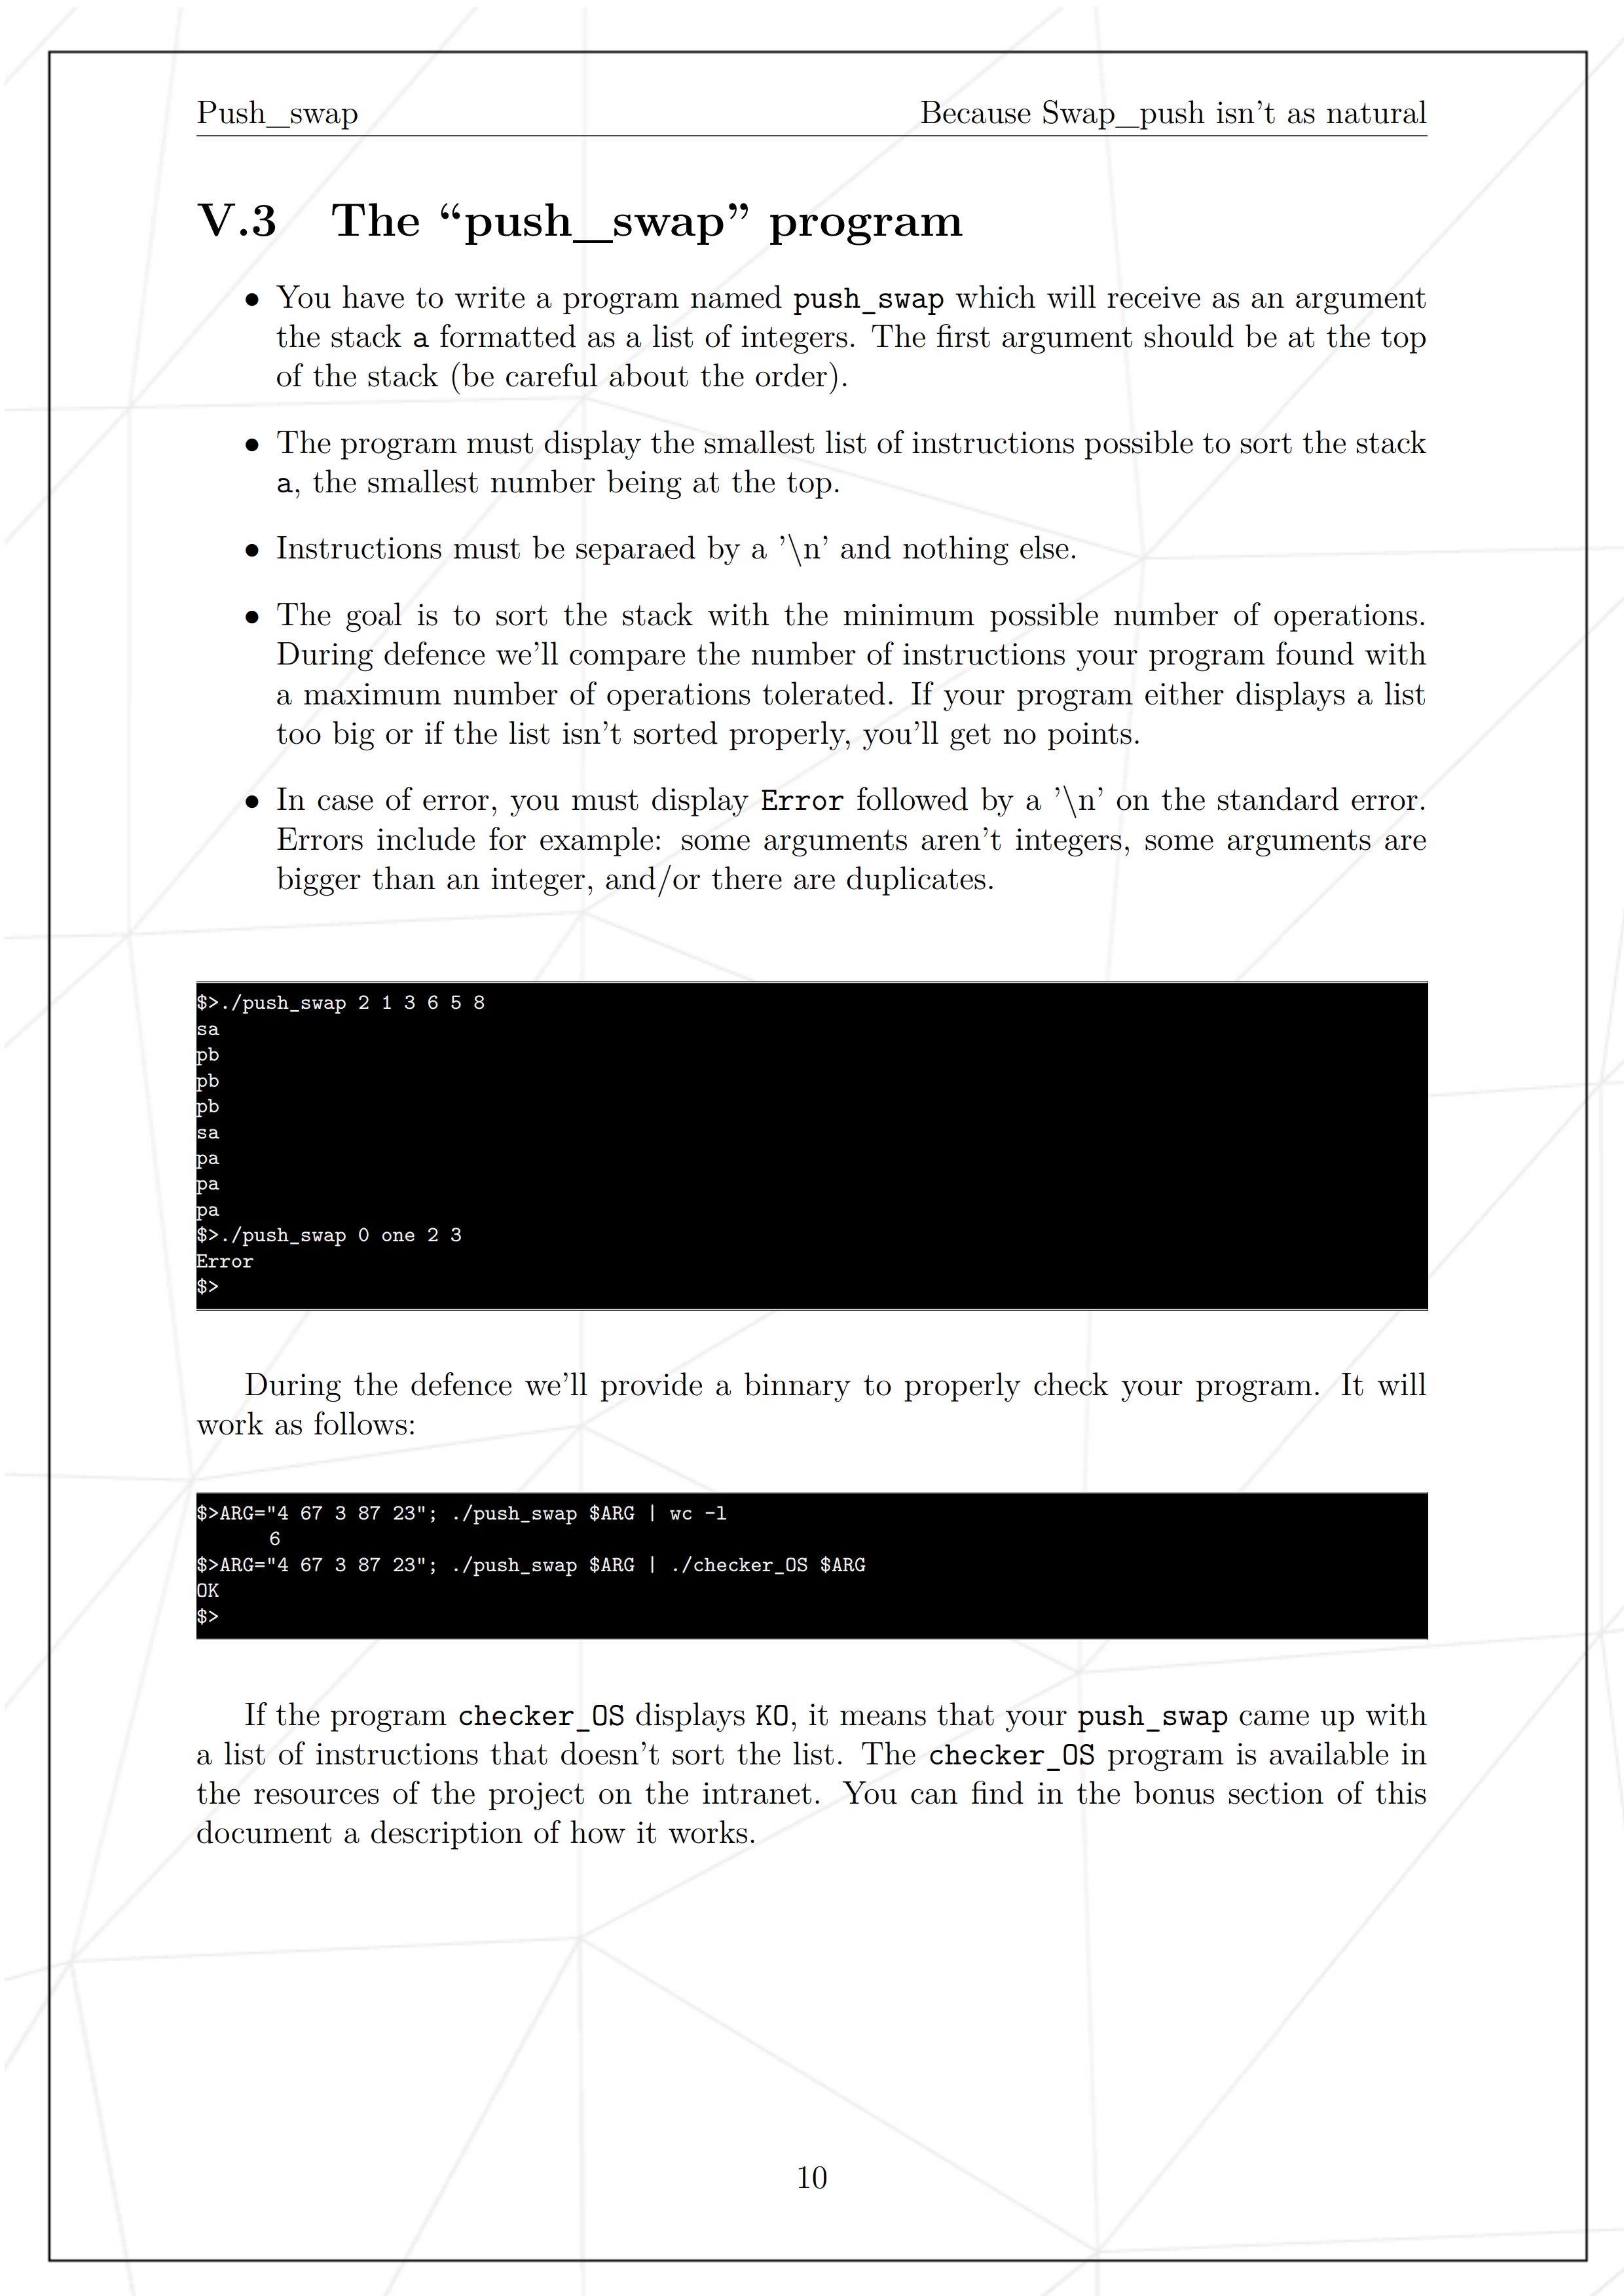 Push_swap Because Swap_push isn't as natural
V.3 The “push_swap” program
• You have to write a program named push_swap which will receive as an argument
the stack a formatted as a list of integers. The first argument should be at the top
of the stack (be careful about the order).
• The program must display the smallest list of instructions possible to sort the stack
a, the smallest number being at the top.
• Instructions must be separaed by a ’\n’ and nothing else.
• The goal is to sort the stack with the minimum possible number of operations.
During defence we’ll compare the number of instructions your program found with
a maximum number of operations tolerated. If your program either displays a list
too big or if the list isn’t sorted properly, you’ll get no points.
• In case of error, you must display Error followed by a ’\n’ on the standard error.
Errors include for example: some arguments aren’t integers, some arguments are
bigger than an integer, and/or there are duplicates.
$>./push_swap 2 1 3 6 5 8
sa
pb
pb
pb
sa
pa
pa
pa
$>./push_swap 0 one 2 3
Error
$>
During the defence we’ll provide a binnary to properly check your program. It will
work as follows:
$>ARG="4 67 3 87 23"; ./push_swap $ARG | wc -l
6
$>ARG="4 67 3 87 23"; ./push_swap $ARG | ./checker_OS $ARG
OK
$>
If the program checker_OS displays KO, it means that your push_swap came up with
a list of instructions that doesn’t sort the list. The checker_OS program is available in
the resources of the project on the intranet. You can find in the bonus section of this
document a description of how it works.
10